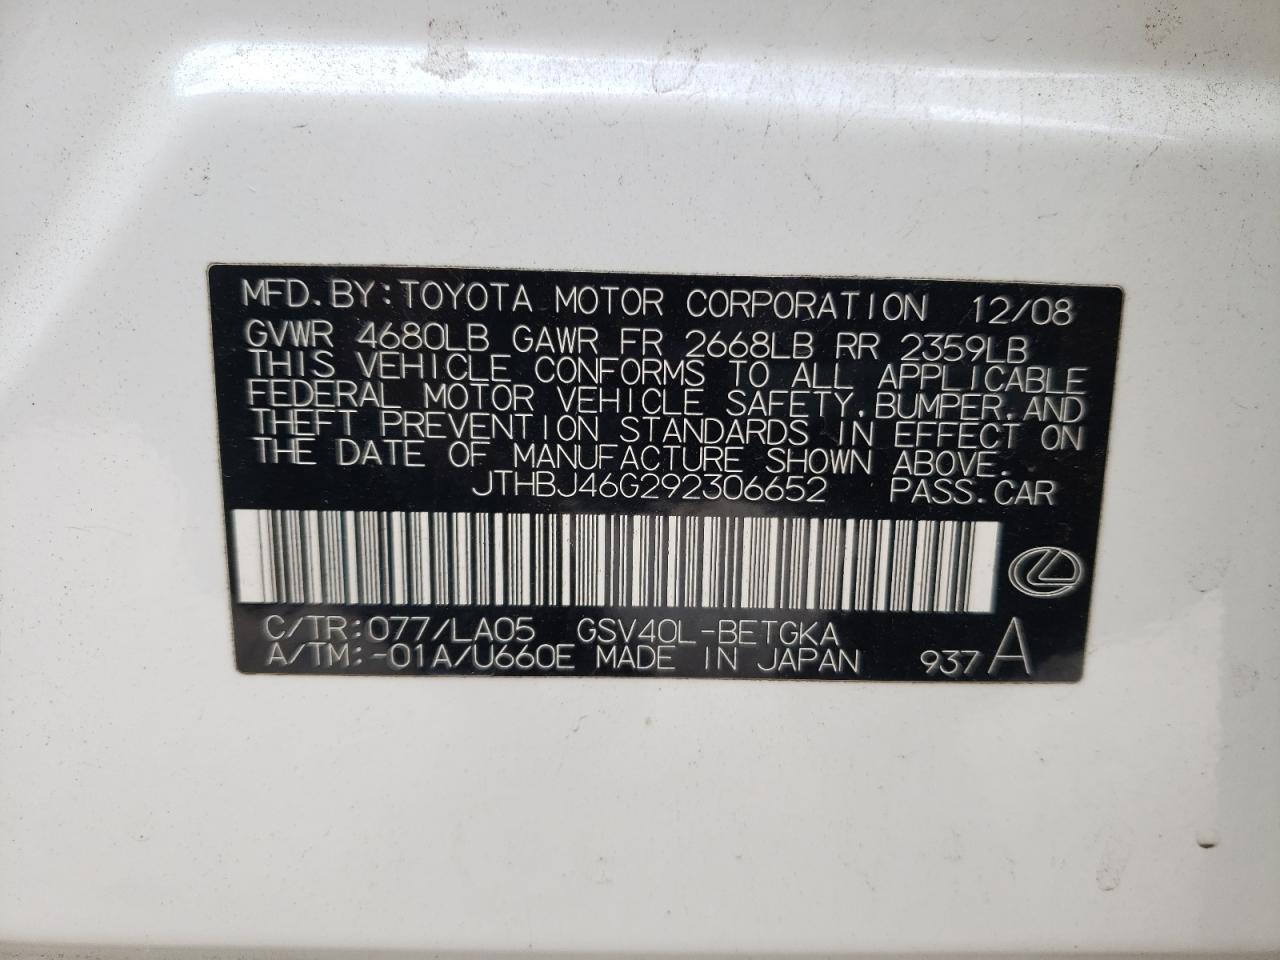 MFD.BY:TOYOTA MOTOR CORPORATION 12/08
GVWR 4680LB GAWR FR 2668LB RR 2359LB
THIS VEHICLE CONFORMS TO ALL APPLICABLE
FEDERAL MOTOR VEHICLE SAFETY,BUMPER,AND
THEFT PREVENTION STANDARDS IN EFFECT ON
THE DATE OF MANUFACTURE SHOWN ABOVE.
JTHBJ46G292306652 PASS.CAR
C/TR:077/LA05 GSV40L-BETGKA
A/TM:-01A/U660E MADE IN JAPAN 937 A